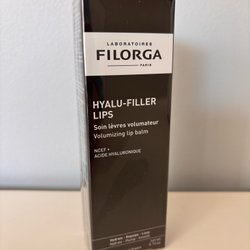 LABORATOIRES
FILORGA
PARIS
HYALU-FILLER
LIPS
Soin lèvres volumateur
Volumizing lip balm
NCEF +
ACIDE HYALURONIQUE